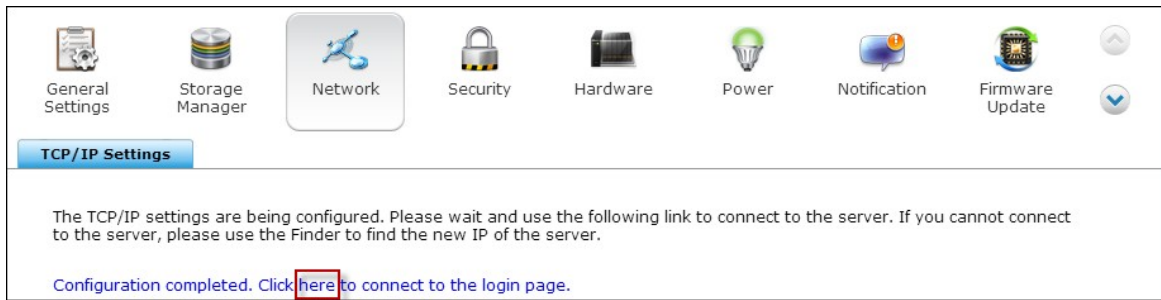 General Settings
Storage Manager
Network
Security
Hardware
Power
Notification
Firmware Update
TCP/IP Settings
The TCP/IP settings are being configured. Please wait and use the following link to connect to the server. If you cannot connect
to the server, please use the Finder to find the new IP of the server.
Configuration completed. Click here to connect to the login page.